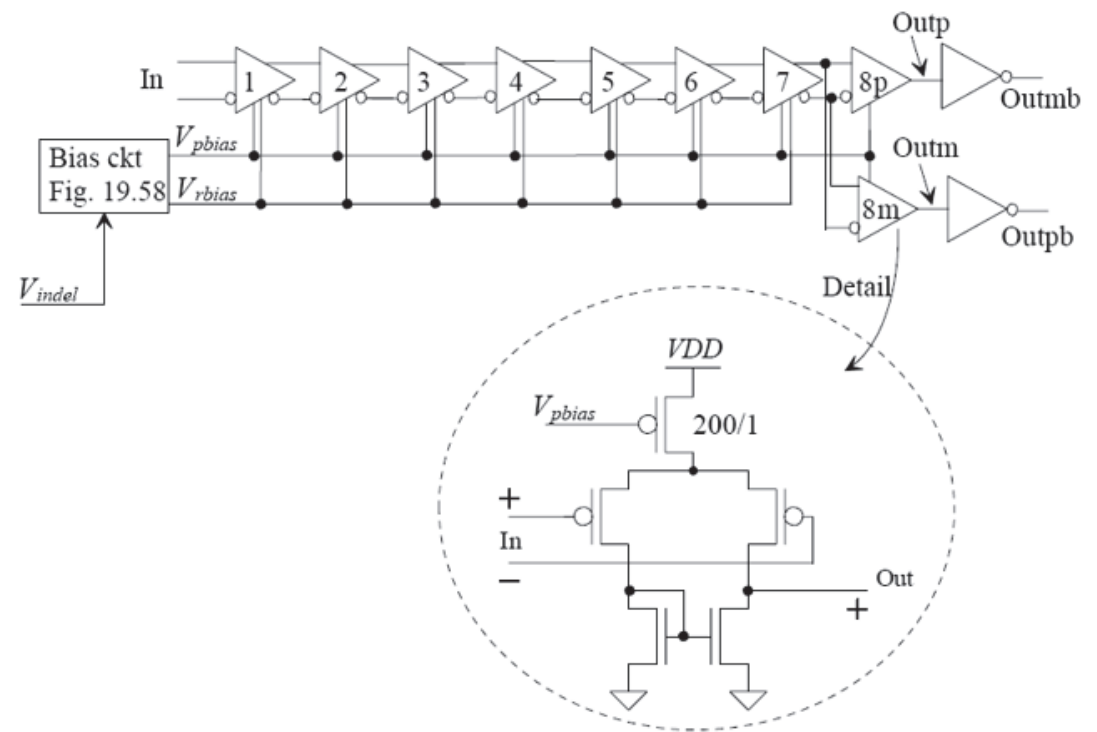 Outp
In
1
2
3
4
5
6
7
8p
Outmb
Bias ckt
Fig. 19.58
Vpbias
Vrbias
Outm
8m
Outpb
Vindel
Detail
VDD
Vpbias
200/1
+
In
−
Out
+